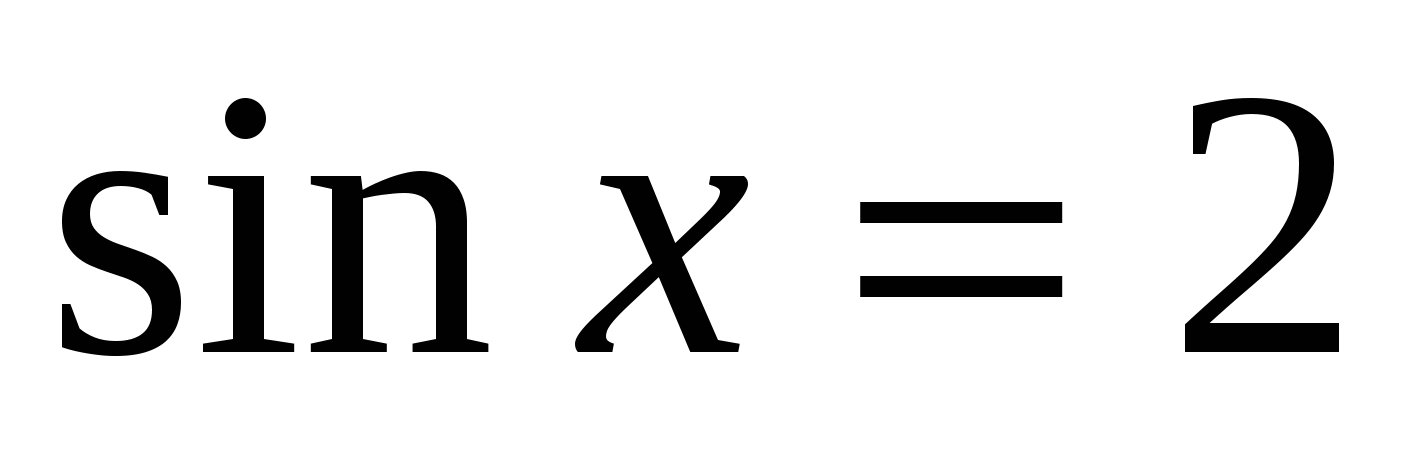 sin x = 2